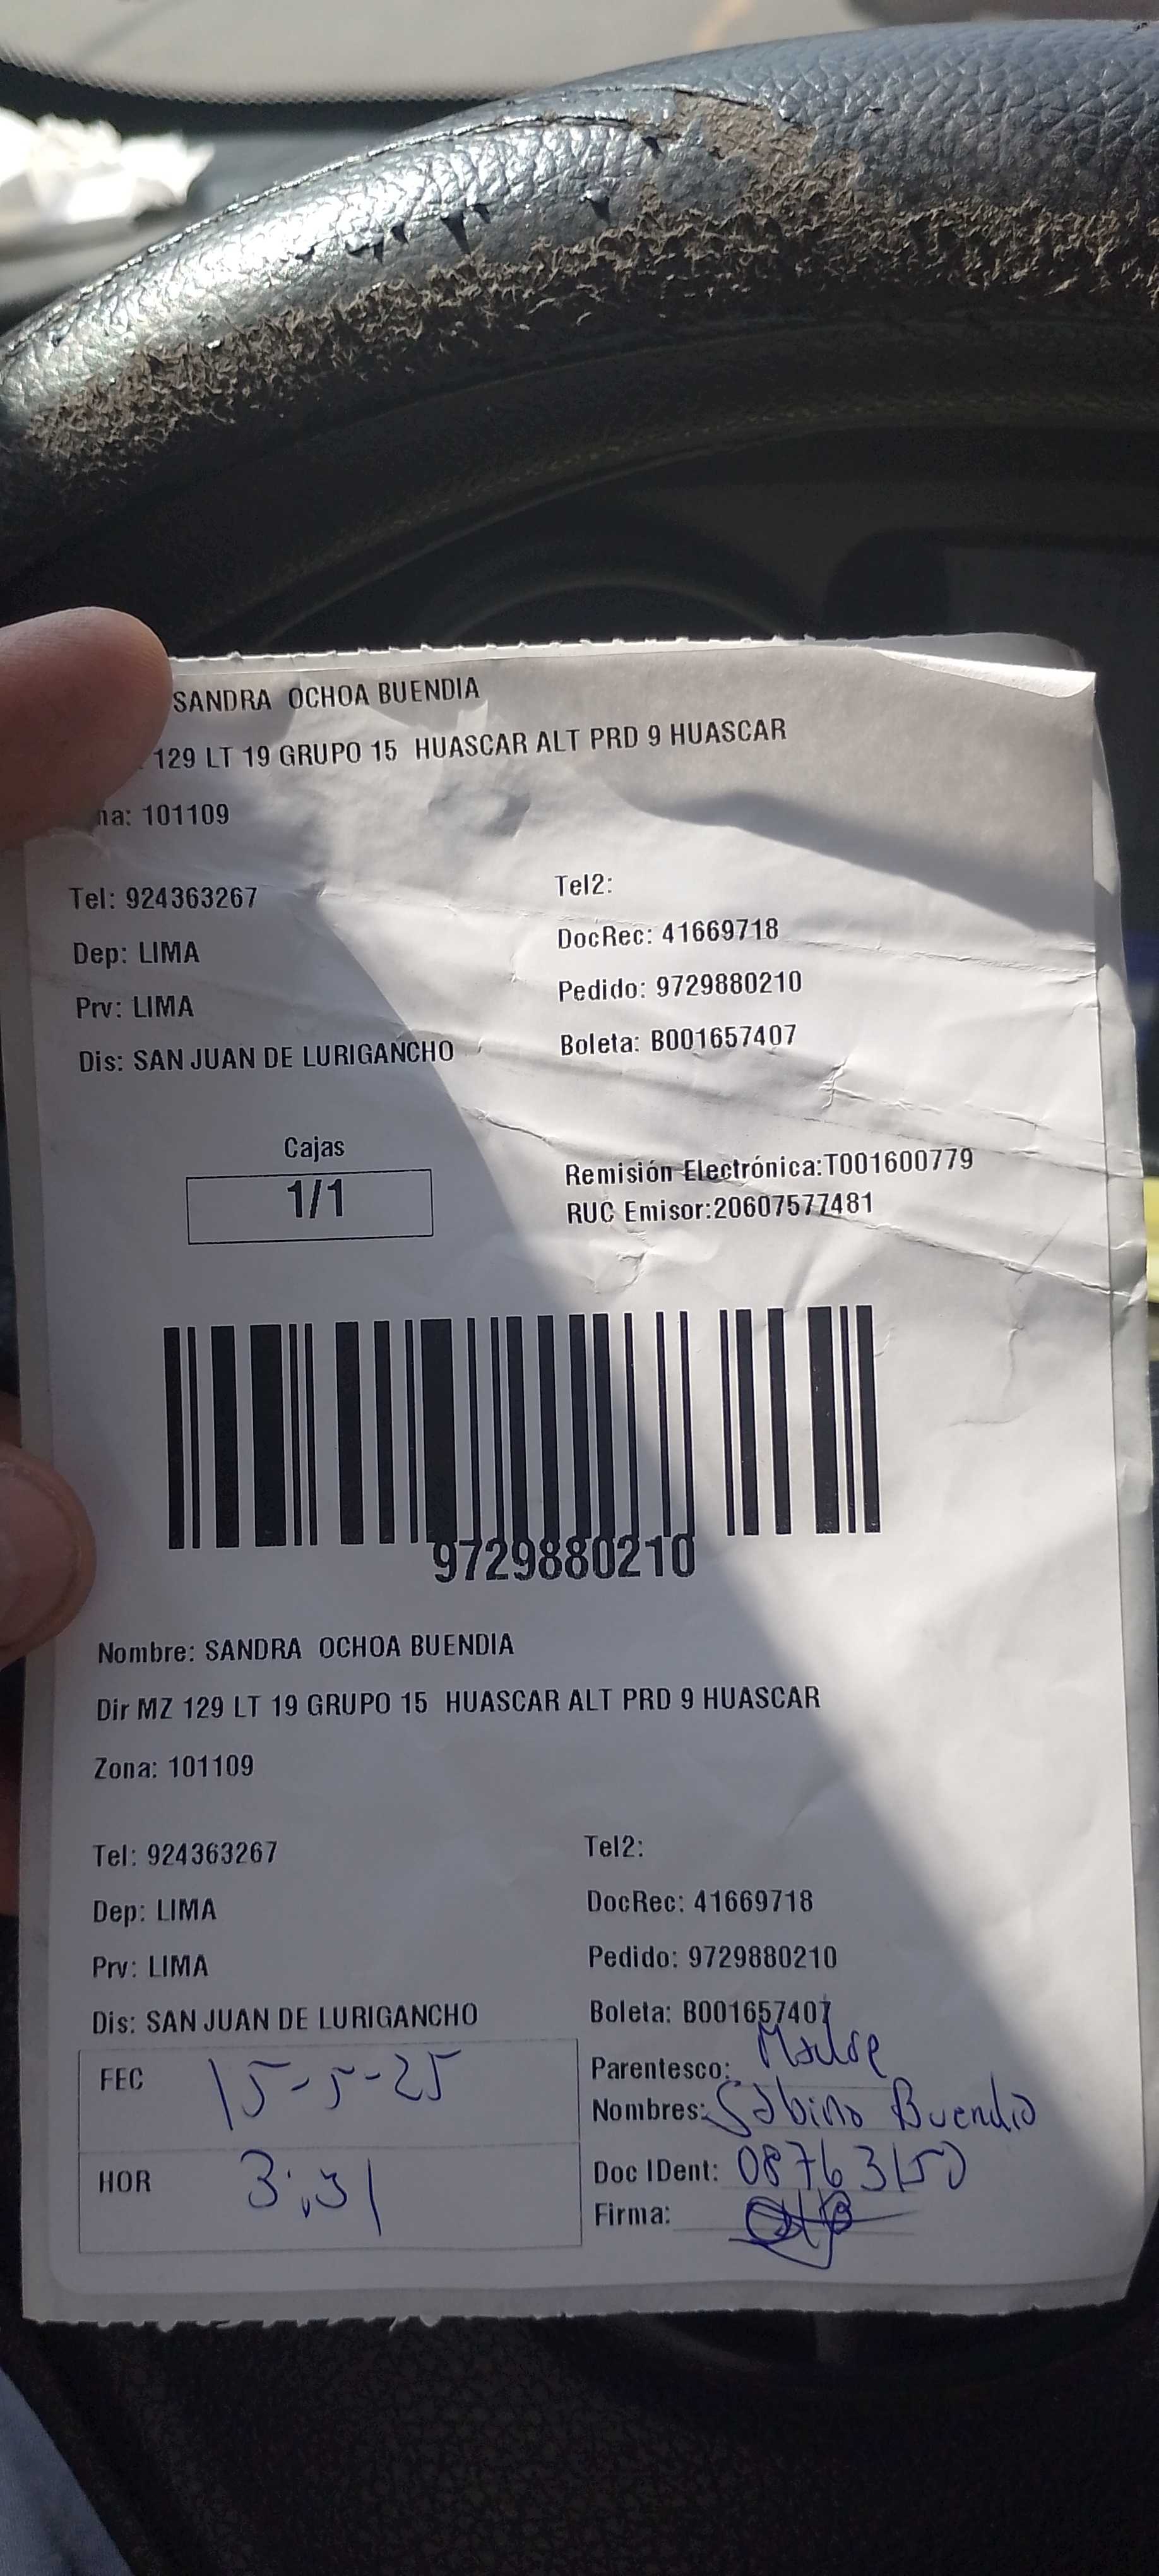 SANDRA OCHOA BUENDIA
129 LT 19 GRUPO 15 HUASCAR ALT PRD 9 HUASCAR
na: 101109
Tel: 924363267
Tel2:
Dep: LIMA
DocRec: 41669718
Prv: LIMA
Pedido: 9729880210
Dis: SAN JUAN DE LURIGANCHO
Boleta: B001657407
Cajas
1/1
Remisión Electrónica:T001600779
RUC Emisor:20607577481
9729880210
Nombre: SANDRA OCHOA BUENDIA
Dir MZ 129 LT 19 GRUPO 15 HUASCAR ALT PRD 9 HUASCAR
Zona: 101109
Tel: 924363267
Tel2:
Dep: LIMA
DocRec: 41669718
Prv: LIMA
Pedido: 9729880210
Dis: SAN JUAN DE LURIGANCHO
Boleta: B001657407
FEC 15-5-25
Parentesco: Madre
Nombres: Sabina Buendia
HOR 3:31
Doc IDent: 08763150
Firma: